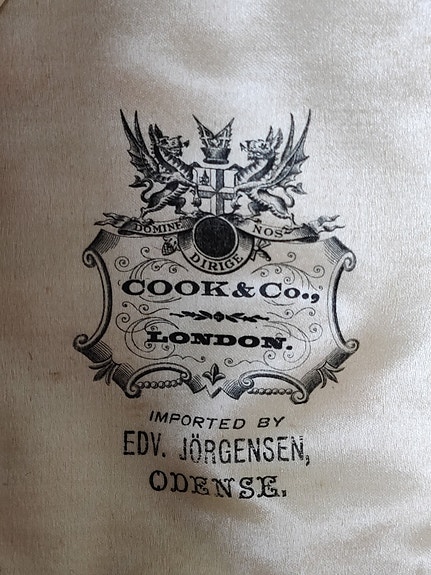 DOMINE DIRIGE NOS
COOK & Co.,
LONDON.
IMPORTED BY
EDV. JÖRGENSEN,
ODENSE.